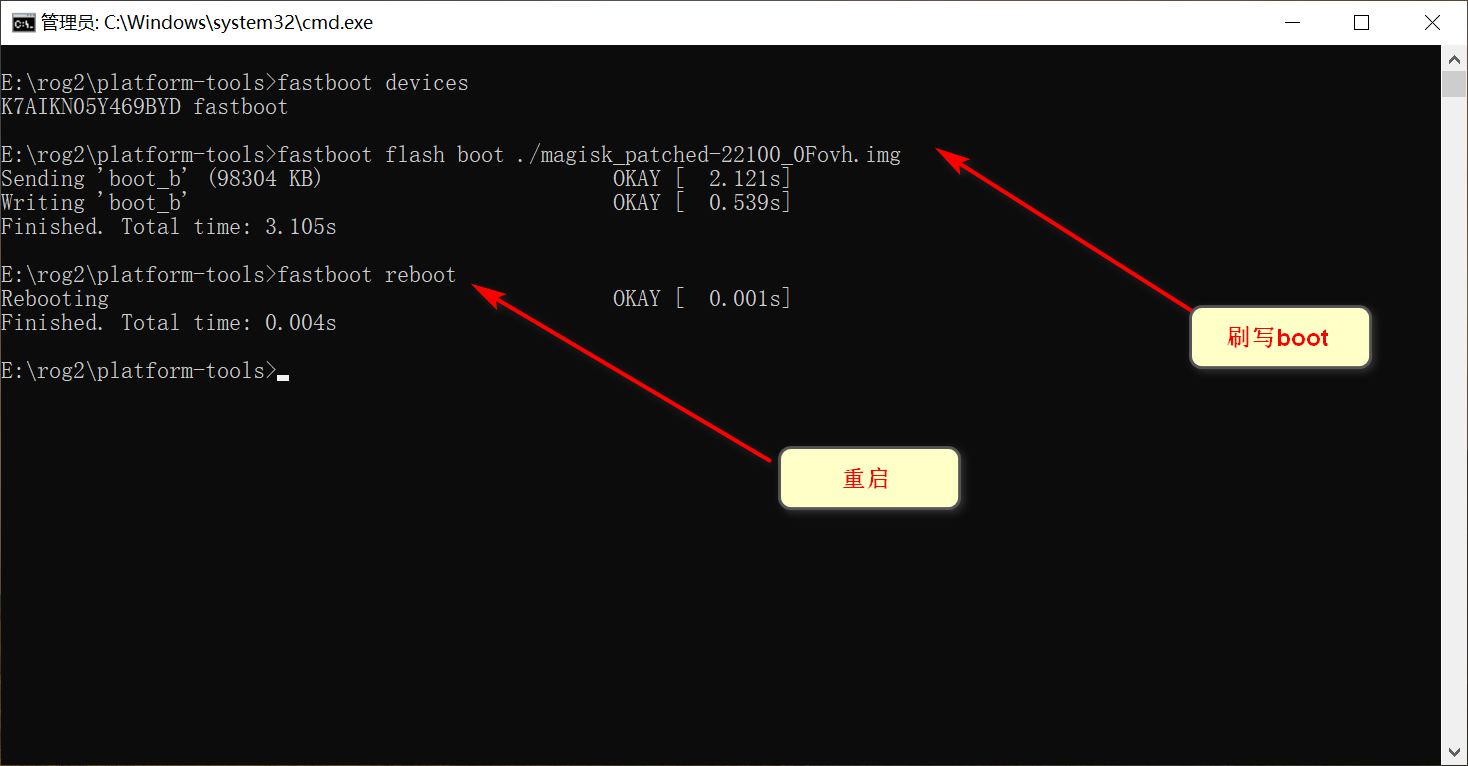 管理员: C:\Windows\system32\cmd.exe
E:\rog2\platform-tools>fastboot devices
K7AIKN05Y469BYD fastboot
E:\rog2\platform-tools>fastboot flash boot ./magisk_patched-22100_0Fovh.img
Sending 'boot_b' (98304 KB) OKAY [ 2.121s]
Writing 'boot_b' OKAY [ 0.539s]
Finished. Total time: 3.105s
E:\rog2\platform-tools>fastboot reboot
Rebooting OKAY [ 0.001s]
Finished. Total time: 0.004s
刷写boot
E:\rog2\platform-tools>
重启